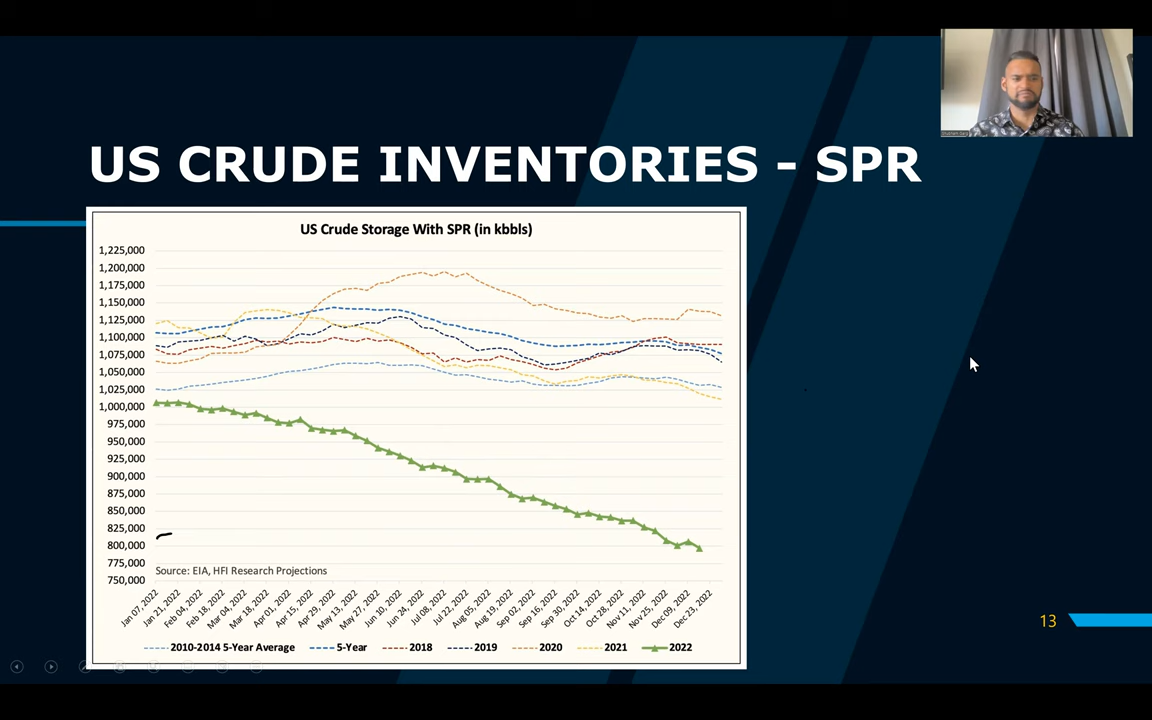 US CRUDE INVENTORIES - SPR
US Crude Storage With SPR (in kbbls)
1,225,000
1,200,000
1,175,000
1,150,000
1,125,000
1,100,000
1,075,000
1,050,000
1,025,000
1,000,000
975,000
950,000
925,000
900,000
875,000
850,000
825,000
800,000
775,000
750,000
Source: EIA, HFI Research Projections
Jan 07, 2022
Jan 21, 2022
Feb 04, 2022
Feb 18, 2022
Mar 04, 2022
Mar 18, 2022
Apr 01, 2022
Apr 15, 2022
Apr 29, 2022
May 13, 2022
May 27, 2022
Jun 10, 2022
Jun 24, 2022
Jul 08, 2022
Jul 22, 2022
Aug 05, 2022
Aug 19, 2022
Sep 02, 2022
Sep 16, 2022
Sep 30, 2022
Oct 14, 2022
Oct 28, 2022
Nov 11, 2022
Nov 25, 2022
Dec 09, 2022
Dec 23, 2022
2010-2014 5-Year Average 5-Year 2018 2019 2020 2021 2022
13